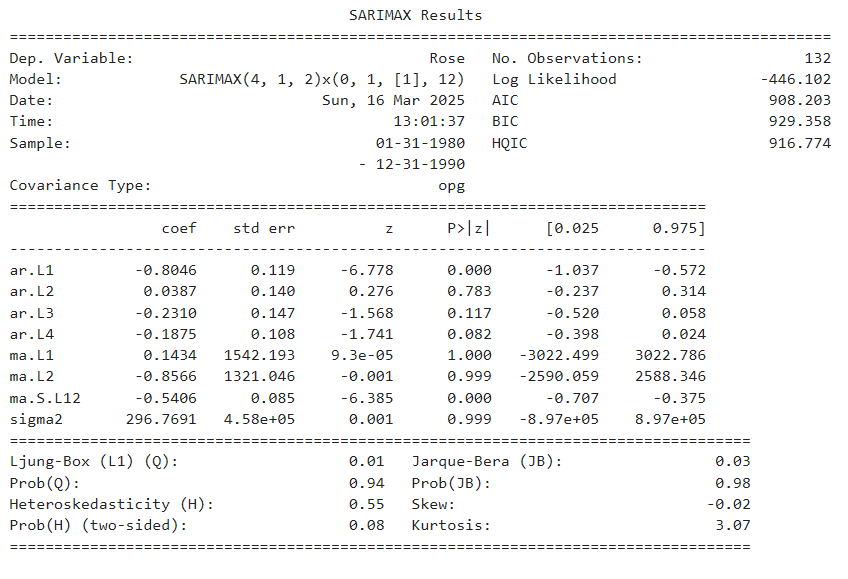 SARIMAX Results
==============================================================================================
Dep. Variable:                                 Rose   No. Observations:                  132
Model:             SARIMAX(4, 1, 2)x(0, 1, [1], 12)   Log Likelihood                -446.102
Date:                              Sun, 16 Mar 2025   AIC                            908.203
Time:                                      13:01:37   BIC                            929.358
Sample:                                  01-31-1980   HQIC                           916.774
                                       - 12-31-1990
Covariance Type:                                opg
==============================================================================
                 coef    std err          z      P>|z|      [0.025      0.975]
------------------------------------------------------------------------------
ar.L1         -0.8046      0.119     -6.778      0.000      -1.037      -0.572
ar.L2          0.0387      0.140      0.276      0.783      -0.237       0.314
ar.L3         -0.2310      0.147     -1.568      0.117      -0.520       0.058
ar.L4         -0.1875      0.108     -1.741      0.082      -0.398       0.024
ma.L1          0.1434   1542.193    9.3e-05      1.000   -3022.499    3022.786
ma.L2         -0.8566   1321.046     -0.001      0.999   -2590.059    2588.346
ma.S.L12      -0.5406      0.085     -6.385      0.000      -0.707      -0.375
sigma2       296.7691   4.58e+05      0.001      0.999   -8.97e+05    8.97e+05
===================================================================================
Ljung-Box (L1) (Q):                   0.01   Jarque-Bera (JB):                 0.03
Prob(Q):                              0.94   Prob(JB):                         0.98
Heteroskedasticity (H):               0.55   Skew:                            -0.02
Prob(H) (two-sided):                  0.08   Kurtosis:                         3.07
===================================================================================